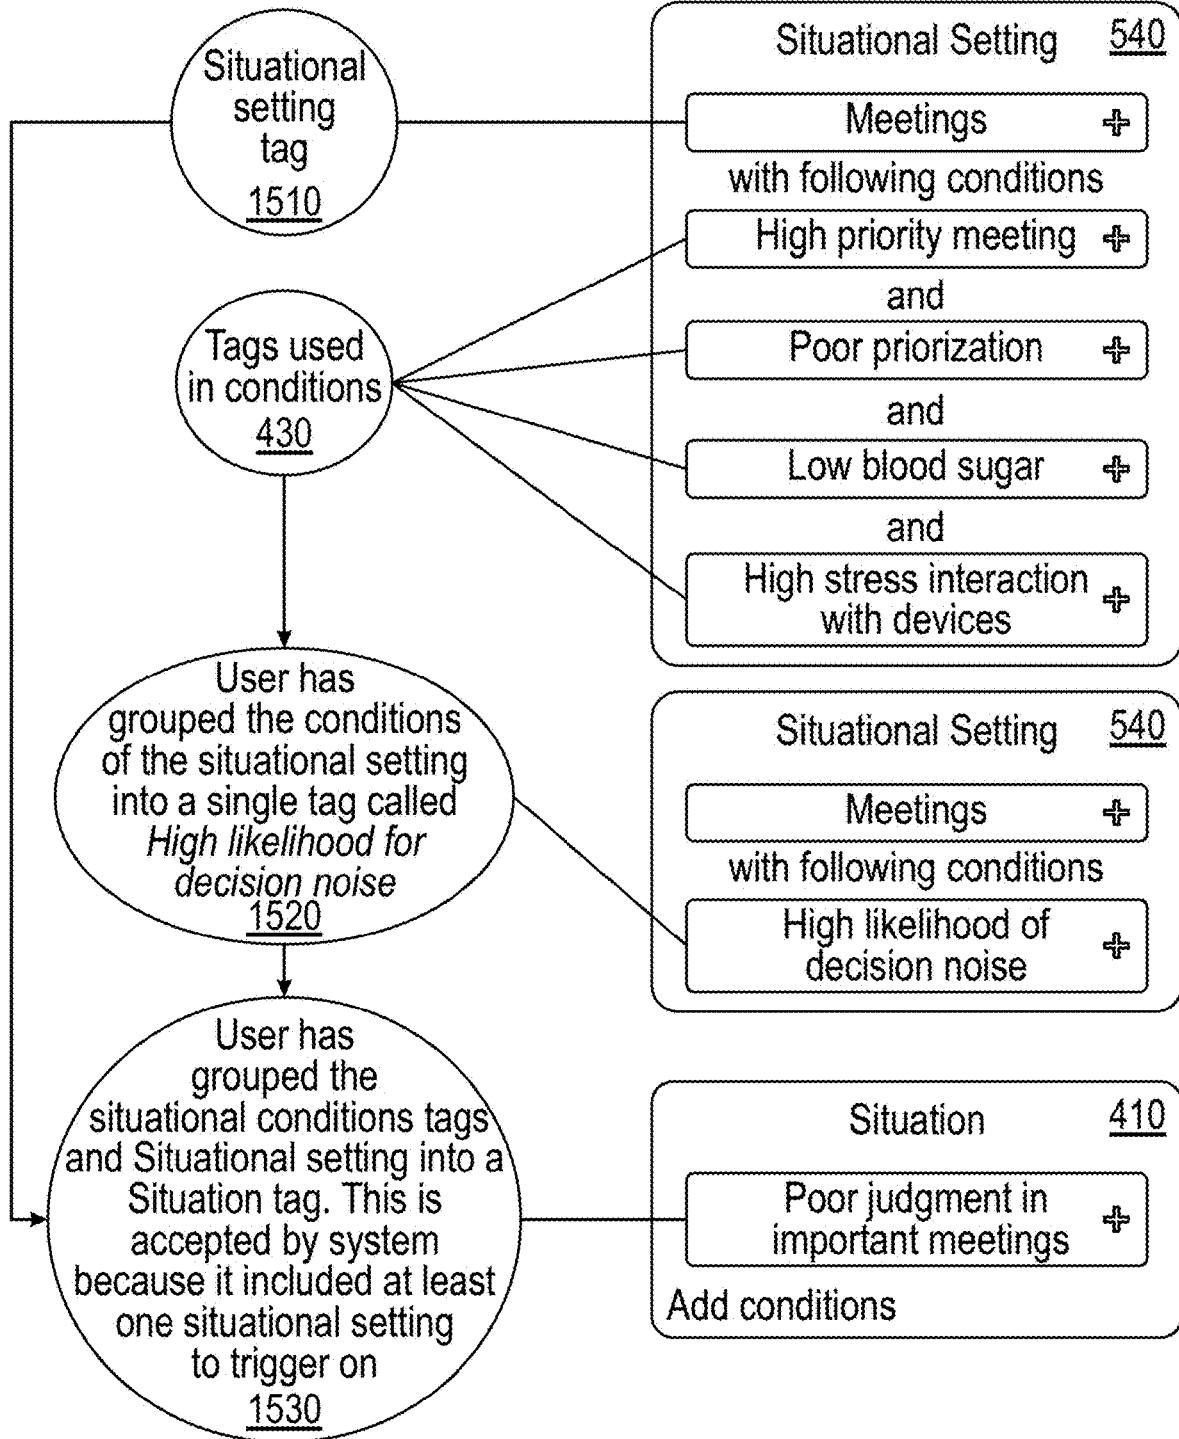 Situational
setting
tag
1510
Situational Setting 540
Meetings
with following conditions
High priority meeting
and
Poor priorization
and
Low blood sugar
and
High stress interaction
with devices
Tags used
in conditions
430
User has
grouped the conditions
of the situational setting
into a single tag called
High likelihood for
decision noise
1520
Situational Setting 540
Meetings
with following conditions
High likelihood of
decision noise
User has
grouped the
situational conditions tags
and Situational setting into a
Situation tag. This is
accepted by system
because it included at least
one situational setting
to trigger on
1530
Situation 410
Poor judgment in
important meetings
Add conditions